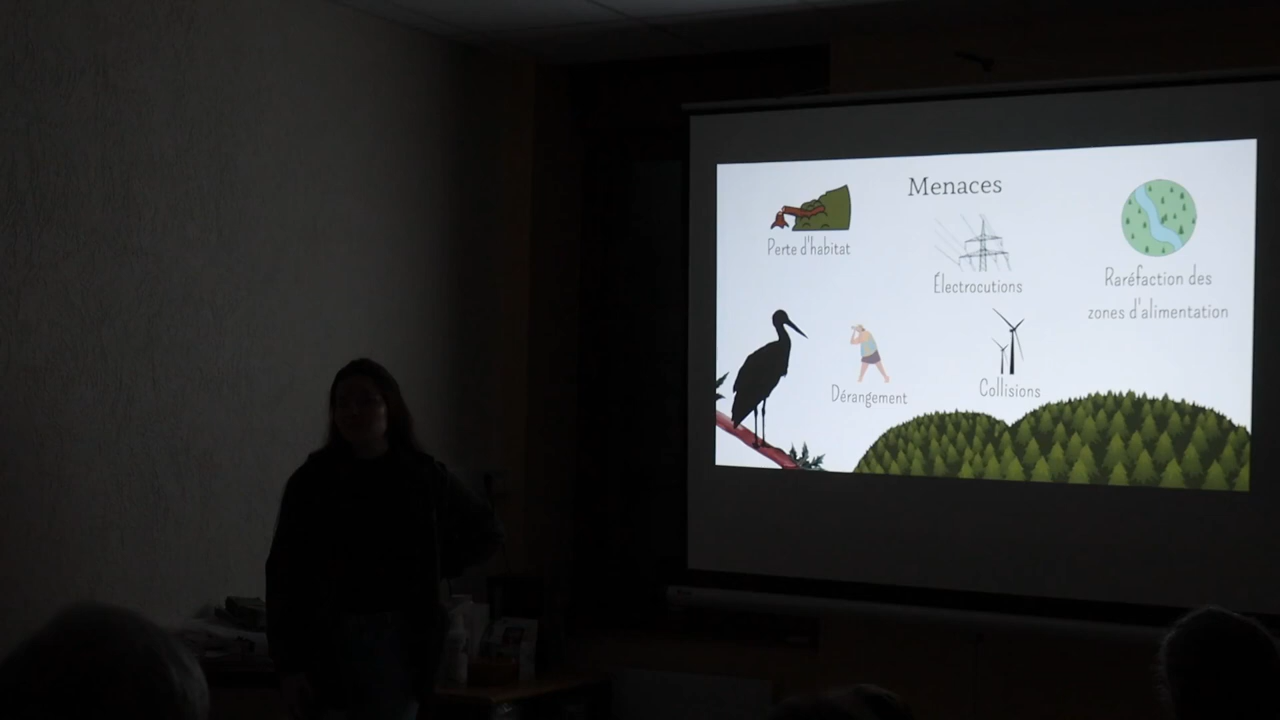 Menaces
Perte d'habitat
Électrocutions
Raréfaction des
zones d'alimentation
Dérangement
Collisions